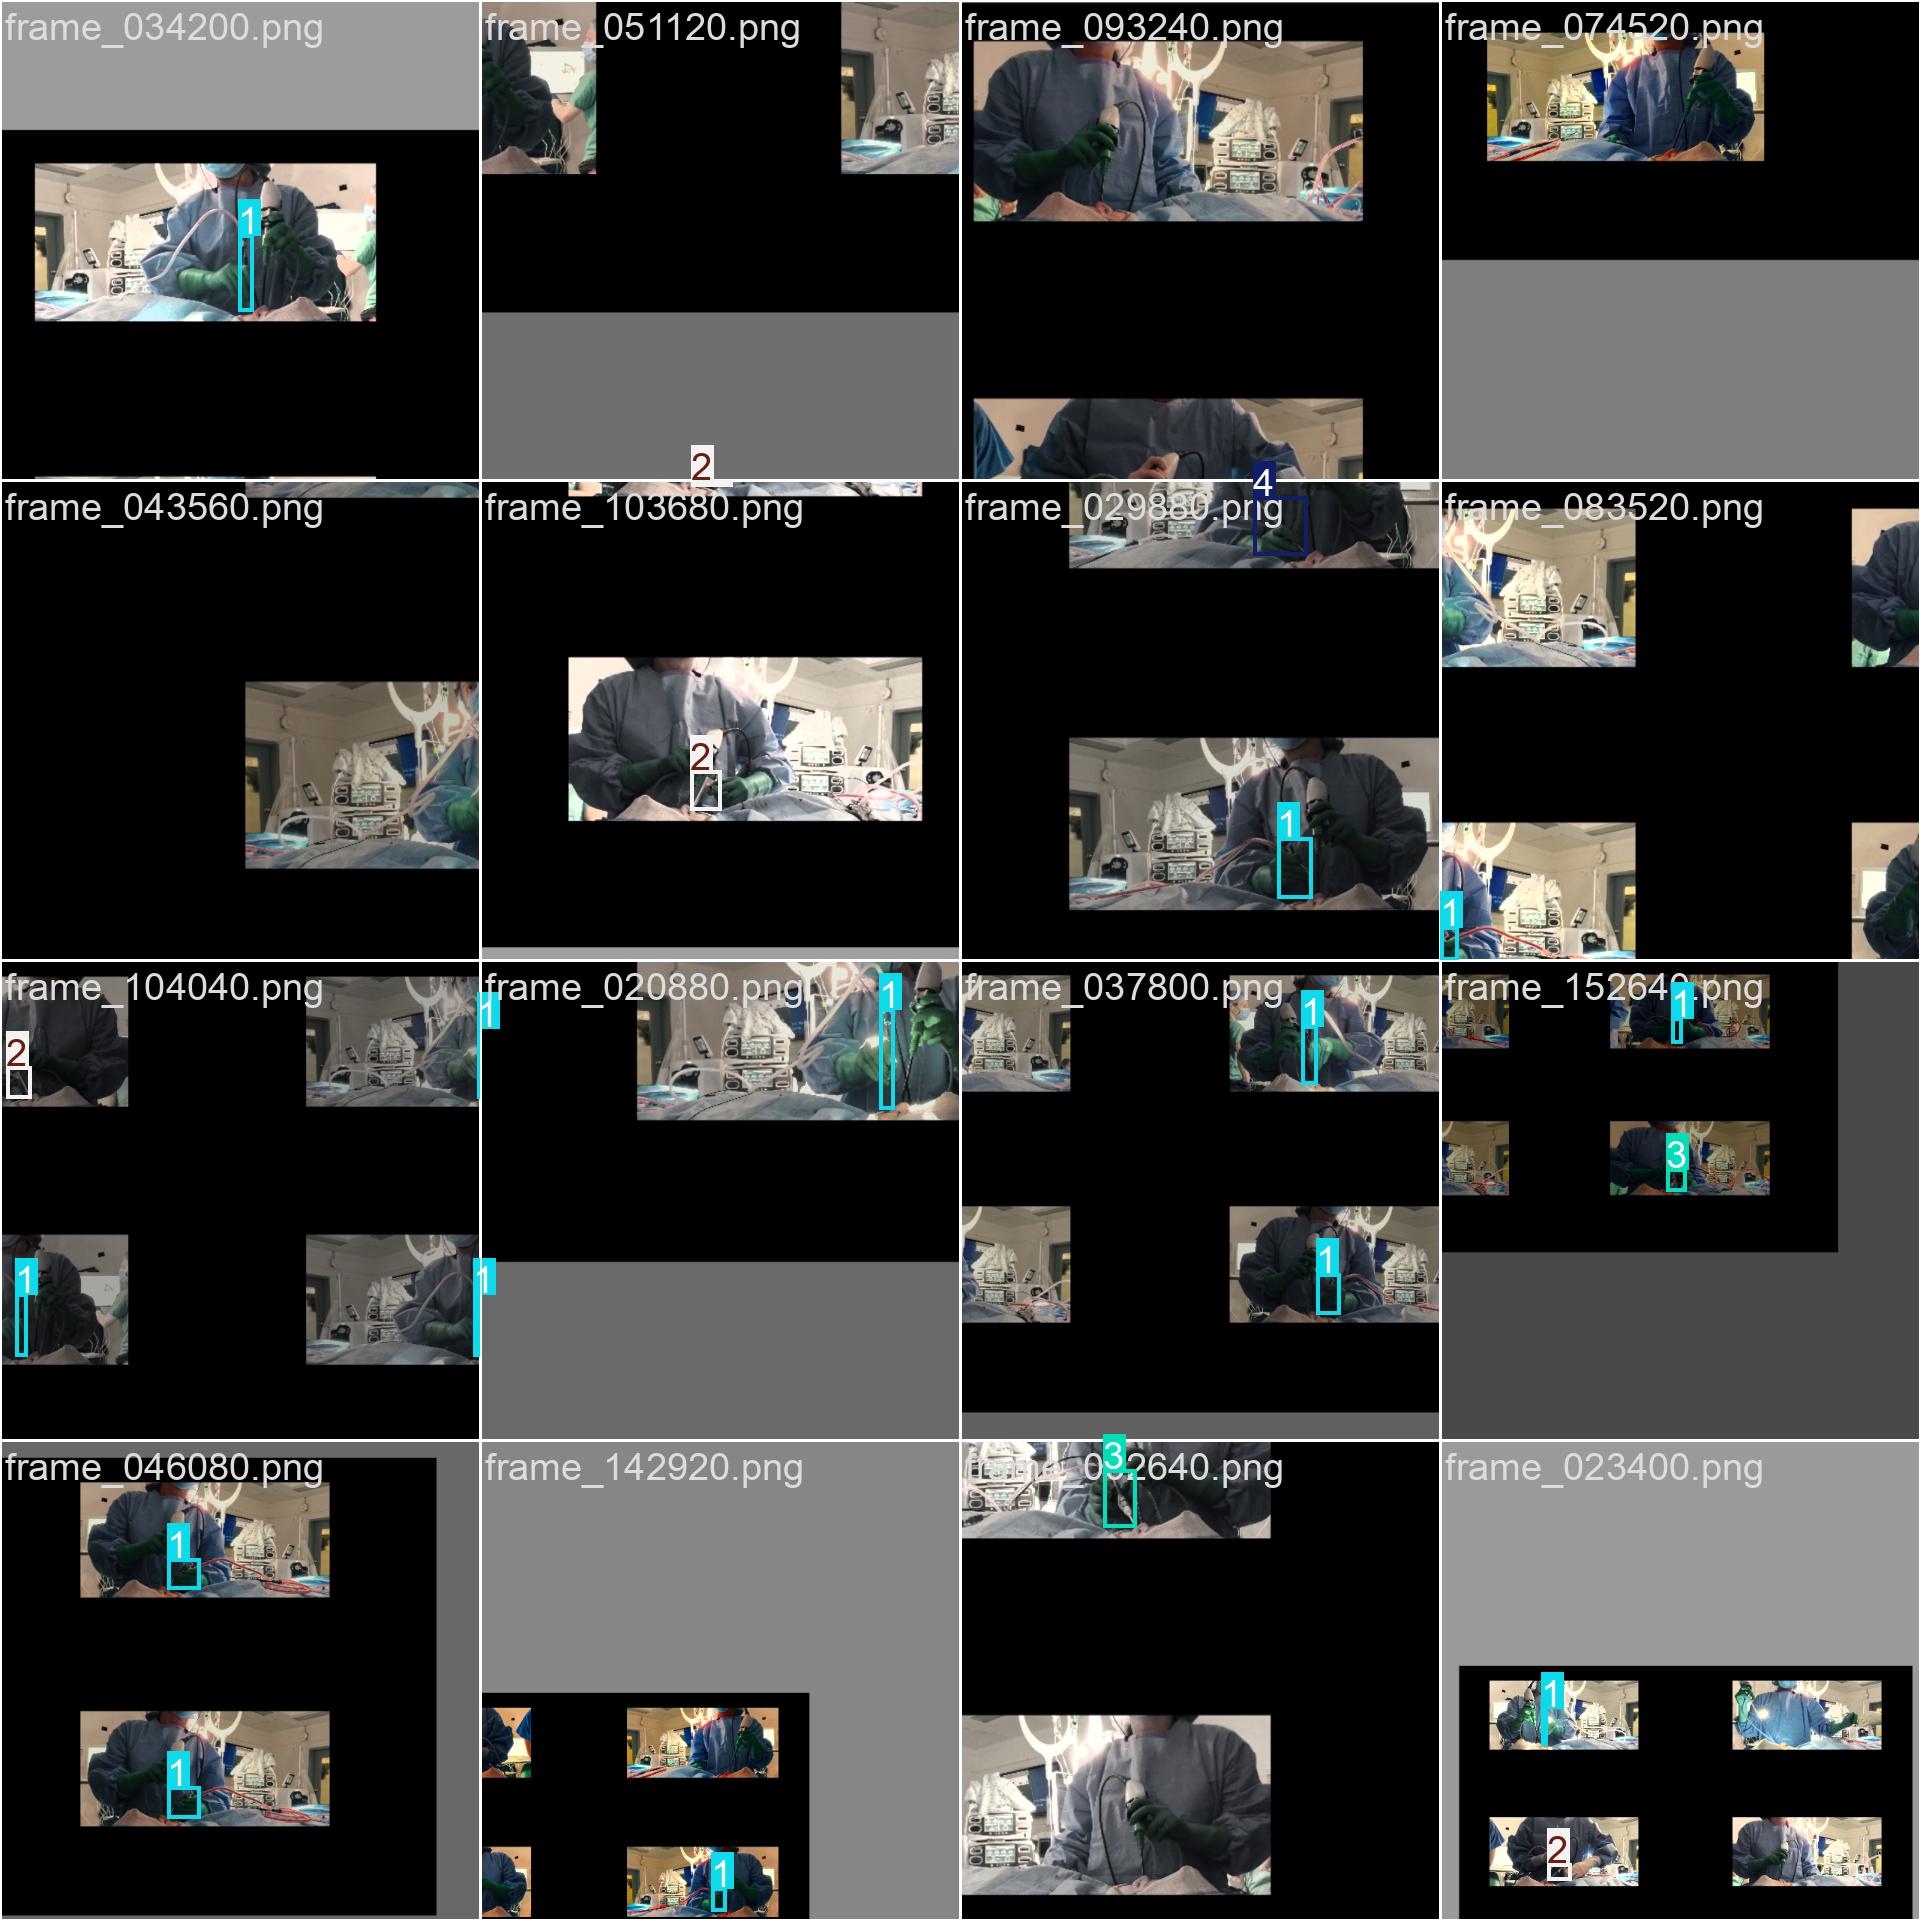 frame_034200.png
frame_051120.png
frame_093240.png
frame_074520.png
1
2
frame_043560.png
frame_103680.png
frame_029880.png
frame_083520.png
4
2
1
1
frame_104040.png
frame_020880.png
frame_037800.png
frame_152640.png
2
1
1
1
1
3
1
1
1
frame_046080.png
frame_142920.png
3
frame_023400.png
1
1
1
1
2